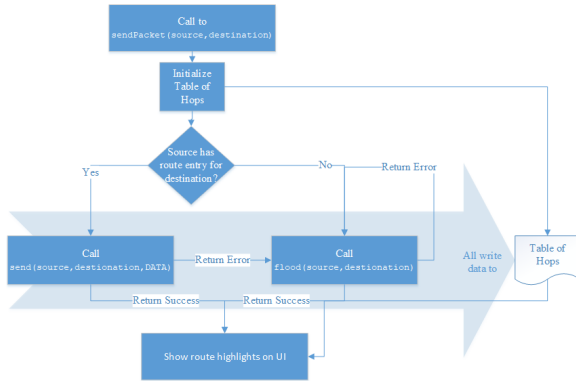 Call to
sendPacket(source,destination)
Initialize
Table of
Hops
Source has
route entry for
destination?
Yes
No
Return Error
Call
send(source,destionation,DATA)
Return Error
Call
flood(source,destionation)
All write
data to
Table of
Hops
Return Success
Return Success
Show route highlights on UI